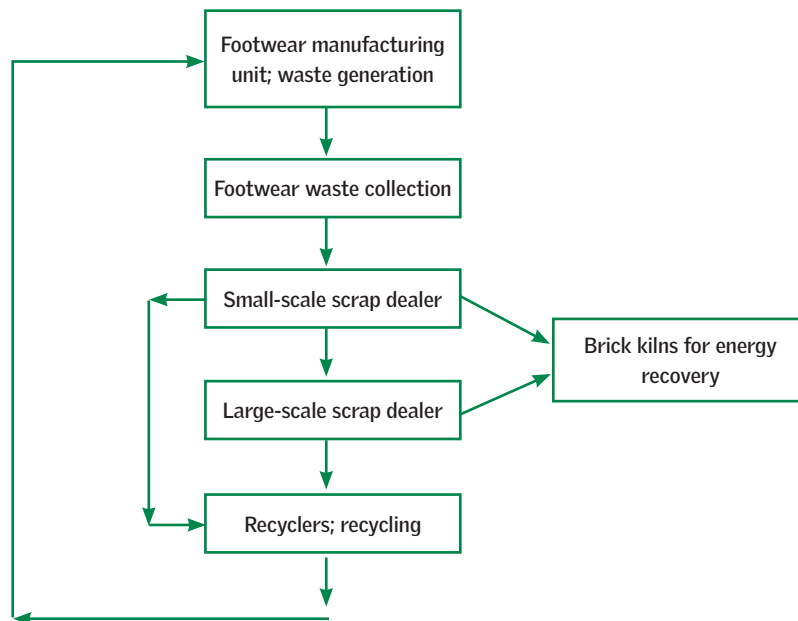 Footwear manufacturing
unit; waste generation
Footwear waste collection
Small-scale scrap dealer
Brick kilns for energy
recovery
Large-scale scrap dealer
Recyclers; recycling